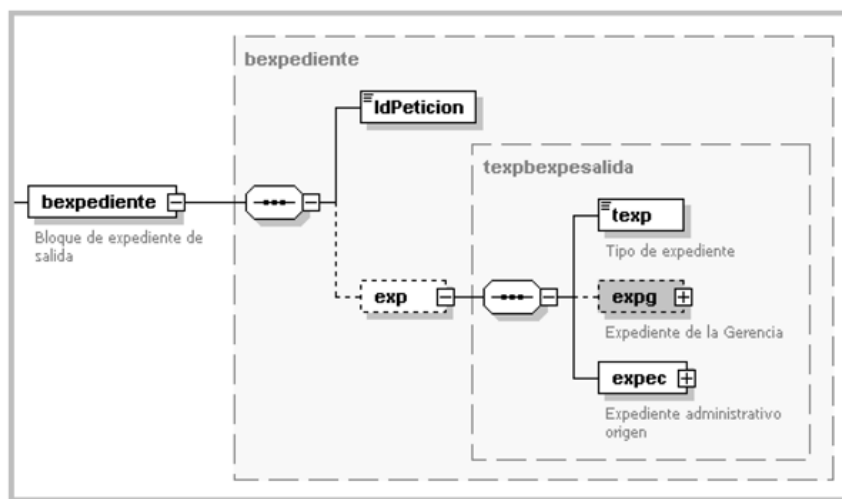 bexpediente
IdPeticion
texpbexpesalida
bexpediente
Bloque de expediente de
salida
texp
Tipo de expediente
exp
expg
Expediente de la Gerencia
expec
Expediente administrativo
origen